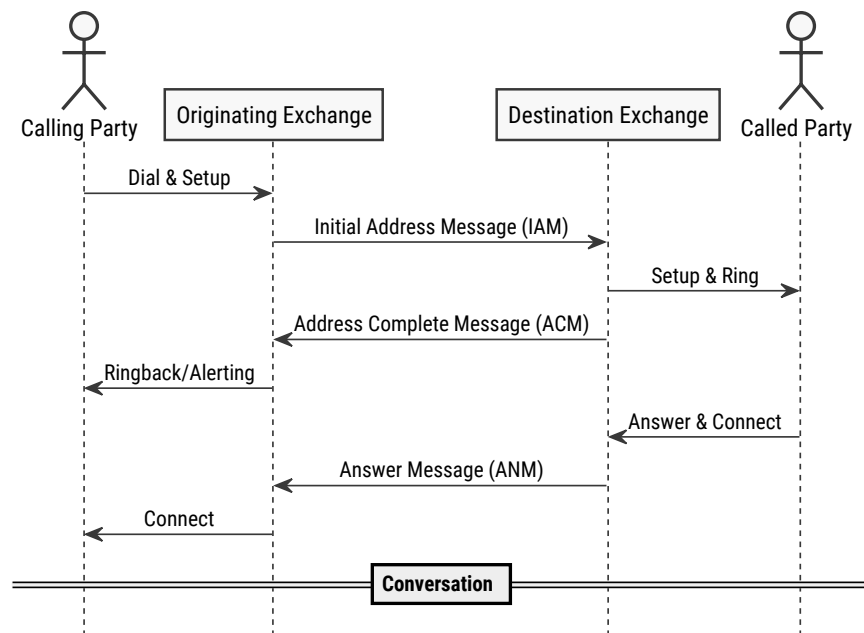 Calling Party
Originating Exchange
Destination Exchange
Called Party
Dial & Setup
Initial Address Message (IAM)
Setup & Ring
Address Complete Message (ACM)
Ringback/Alerting
Answer & Connect
Answer Message (ANM)
Connect
Conversation